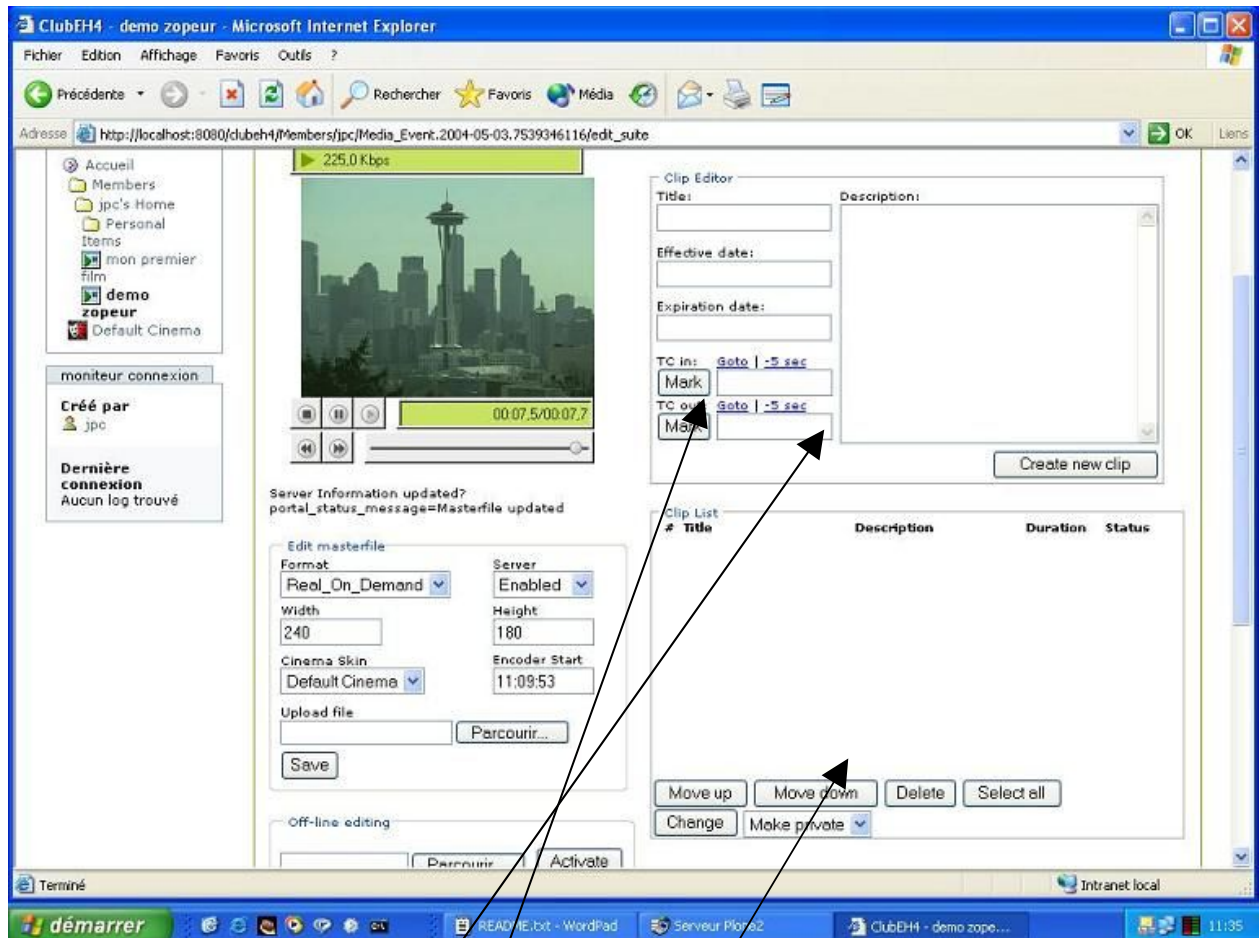 ClubEH4 - demo zopeur - Microsoft Internet Explorer
Fichier Edition Affichage Favoris Outils ?
Précédente Rechercher Favoris Média
Adresse http://localhost:8080/clubeh4/Members/jpc/Media_Event.2004-05-03.7539346116/edit_suite OK Liens
Accueil
Members
jpc's Home
Personal
Items
mon premier
film
demo
zopeur
Default Cinema
moniteur connexion
Créé par
jpc
Dernière
connexion
Aucun log trouvé
225,0 Kbps
00:07,5/00:07,7
Server Information updated?
portal_status_message=Masterfile updated
Edit masterfile
Format Server
Real_On_Demand Enabled
Width Height
240 180
Cinema Skin Encoder Start
Default Cinema 11:09:53
Upload file
Parcourir...
Save
Off-line editing
Parcourir... Activate
Clip Editor
Title: Description:
Effective date:
Expiration date:
TC in: Goto | -5 sec
Mark
TC out: Goto | -5 sec
Mark
Create new clip
Clip List
# Title Description Duration Status
Move up Move down Delete Select all
Change Make private
Terminé Intranet local
démarrer README.txt - WordPad Serveur Plone2 ClubEH4 - demo zope... 11:35